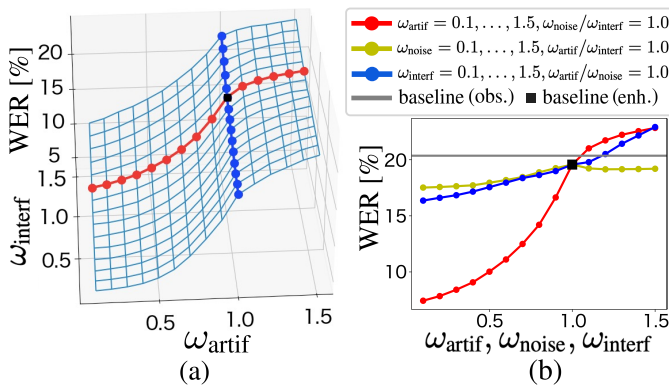 WER [%]
20
15
10
5
1.5
1.0
0.5
ω_interf
0.5 1.0 1.5
ω_artif
(a)
ω_artif = 0.1, . . . , 1.5, ω_noise/ω_interf = 1.0
ω_noise = 0.1, . . . , 1.5, ω_artif/ω_interf = 1.0
ω_interf = 0.1, . . . , 1.5, ω_artif/ω_noise = 1.0
baseline (obs.) baseline (enh.)
WER [%]
20
10
0.5 1.0 1.5
ω_artif, ω_noise, ω_interf
(b)